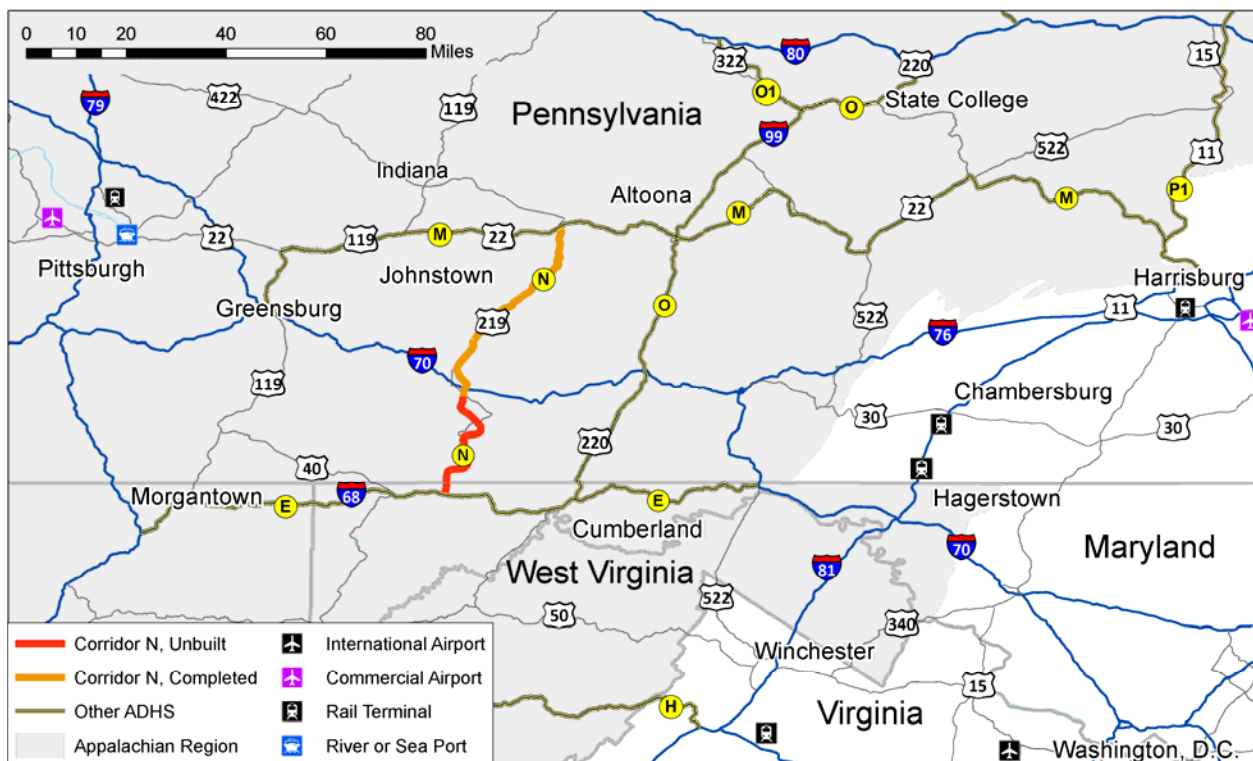 0 10 20 40 60 80
Miles
80
322
15
220
79
422
119
O1
O
State College
Pennsylvania
99
522
11
Indiana
Altoona
P1
M
M
22
M
119
22
22
Pittsburgh
Johnstown
N
Harrisburg
Greensburg
O
219
11
522
76
70
119
Chambersburg
30
30
220
N
40
Morgantown
68
E
E
Hagerstown
Cumberland
70
Maryland
81
West Virginia
522
50
340
Winchester
15
H
Virginia
Washington, D.C.
Corridor N, Unbuilt
Corridor N, Completed
Other ADHS
Appalachian Region
International Airport
Commercial Airport
Rail Terminal
River or Sea Port